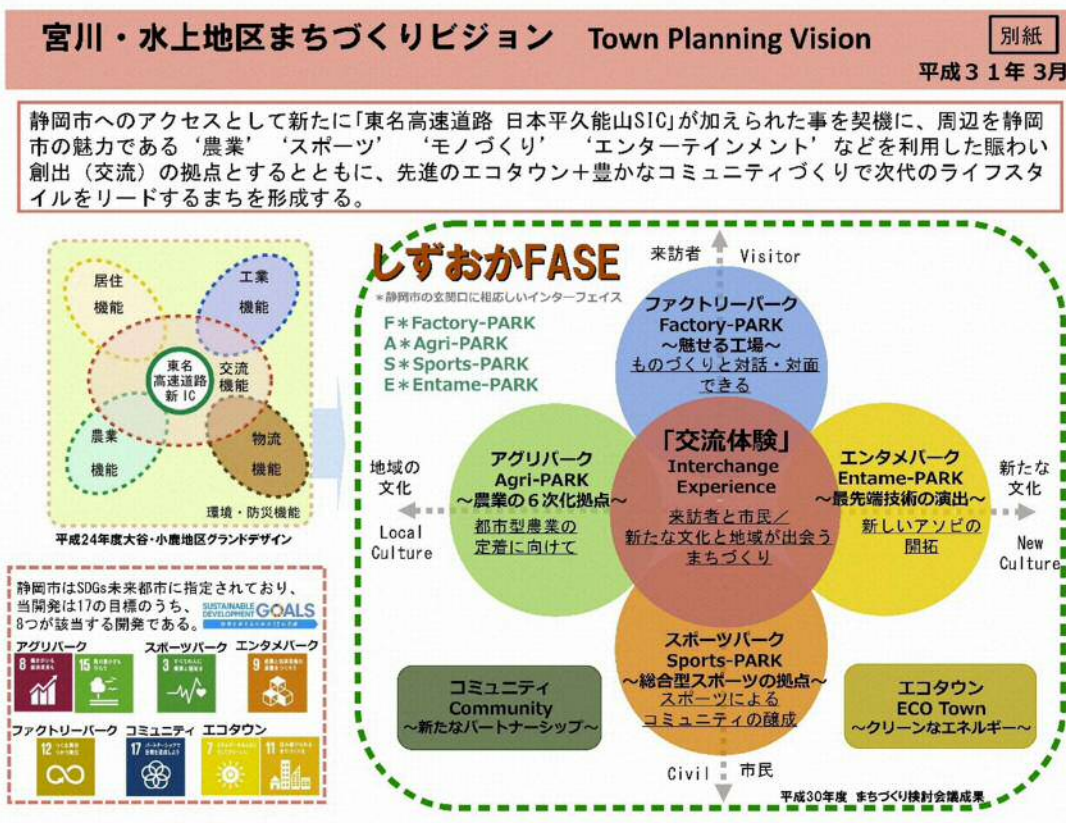 宮川・水上地区まちづくりビジョン Town Planning Vision
別紙
平成３１年３月
静岡市へのアクセスとして新たに「東名高速道路 日本平久能山SIC」が加えられた事を契機に、周辺を静岡
市の魅力である ‘農業’ ‘スポーツ’ ‘モノづくり’ ‘エンターテインメント’ などを利用した賑わい
創出（交流）の拠点とするとともに、先進のエコタウン＋豊かなコミュニティづくりで次代のライフスタ
イルをリードするまちを形成する。
居住
機能
工業
機能
東名
高速道路
新IC
交流
機能
農業
機能
物流
機能
環境・防災機能
平成24年度大谷・小鹿地区グランドデザイン
静岡市はSDGs未来都市に指定されており、
当開発は17の目標のうち、
8つが該当する開発である。
SUSTAINABLE
DEVELOPMENT GOALS
アグリパーク
スポーツパーク
エンタメパーク
8
15
3
9
ファクトリーパーク
コミュニティ
エコタウン
12
17
パートナーシップで
目標を達成しよう
7
11
しずおかFASE
＊静岡市の玄関口に相応しいインターフェイス
F＊Factory-PARK
A＊Agri-PARK
S＊Sports-PARK
E＊Entame-PARK
来訪者 Visitor
ファクトリーパーク
Factory-PARK
～魅せる工場～
ものづくりと対話・対面
できる
地域の
文化
Local
Culture
アグリパーク
Agri-PARK
～農業の６次化拠点～
都市型農業の
定着に向けて
「交流体験」
Interchange
Experience
来訪者と市民／
新たな文化と地域が出会う
まちづくり
エンタメパーク
Entame-PARK
～最先端技術の演出～
新しいアソビの
開拓
新たな
文化
New
Culture
スポーツパーク
Sports-PARK
～総合型スポーツの拠点～
スポーツによる
コミュニティの醸成
コミュニティ
Community
～新たなパートナーシップ～
エコタウン
ECO Town
～クリーンなエネルギー～
Civil 市民
平成30年度 まちづくり検討会議成果